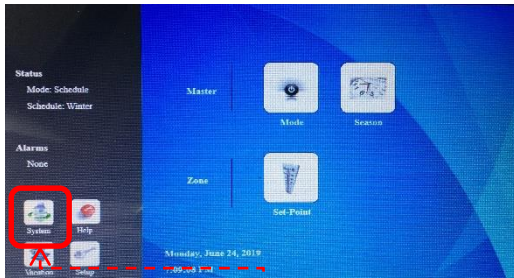 Status
Mode: Schedule
Schedule: Winter
Alarms
None
System
Help
Vacation
Setup
Master
Mode
Season
Zone
Set-Point
Monday, June 24, 2019